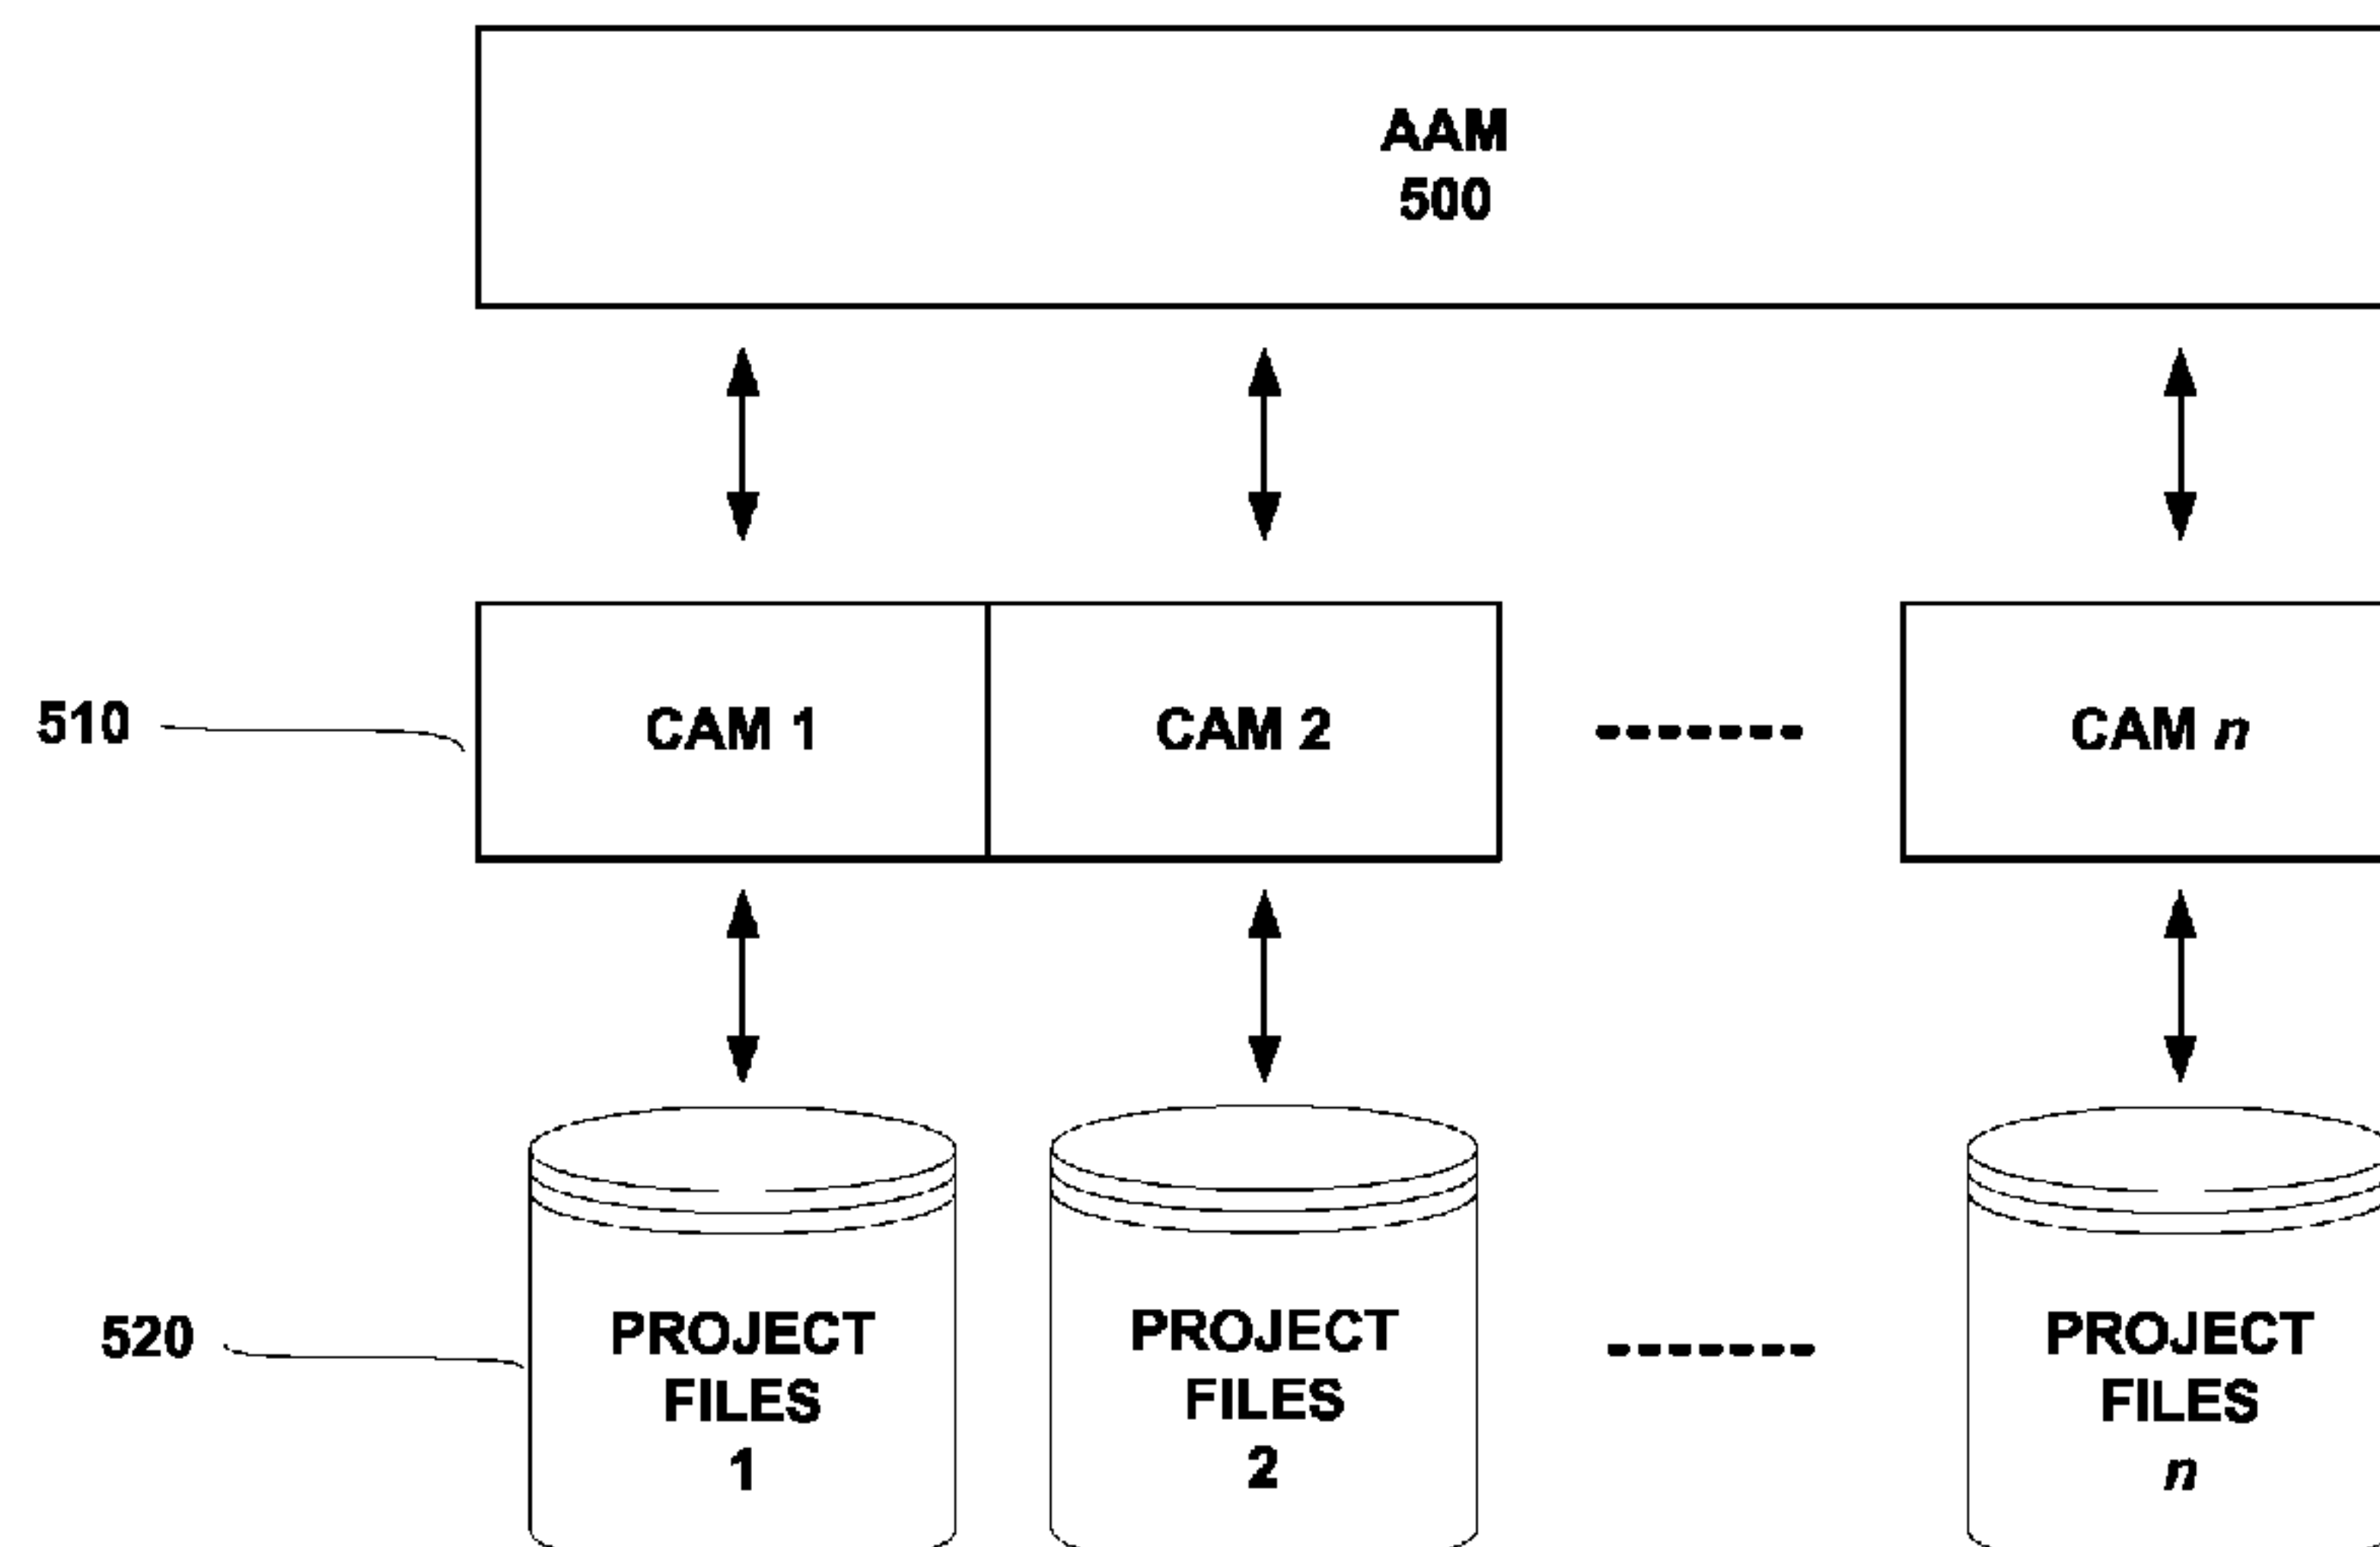 AAM
500
510
CAM 1
CAM 2
CAM n
520
PROJECT
FILES
1
PROJECT
FILES
2
PROJECT
FILES
n